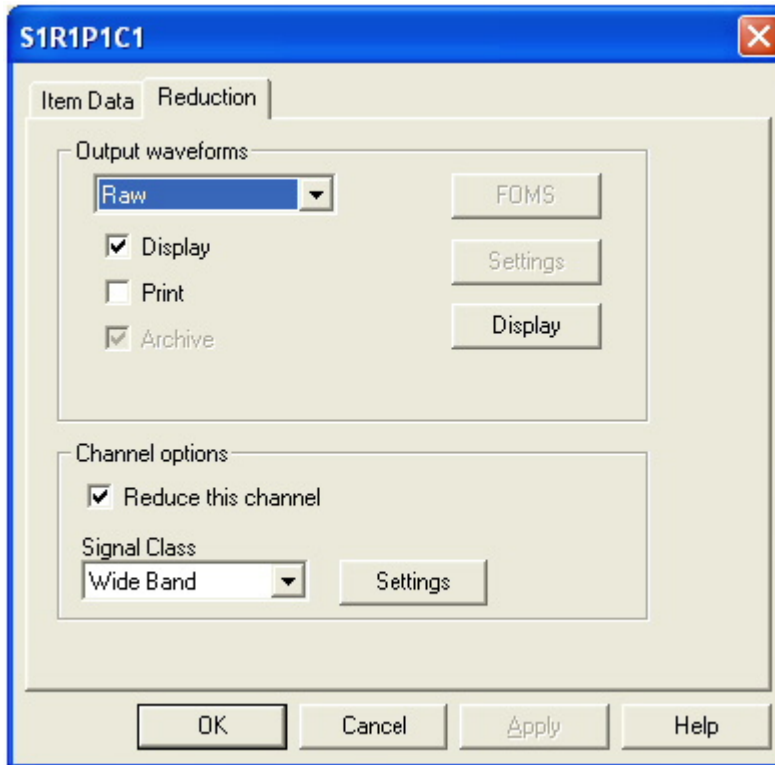 S1R1P1C1
Item Data Reduction
Output waveforms
Raw FOMS
Display
Settings
Print
Display
Archive
Channel options
Reduce this channel
Signal Class
Wide Band Settings
OK Cancel Apply Help